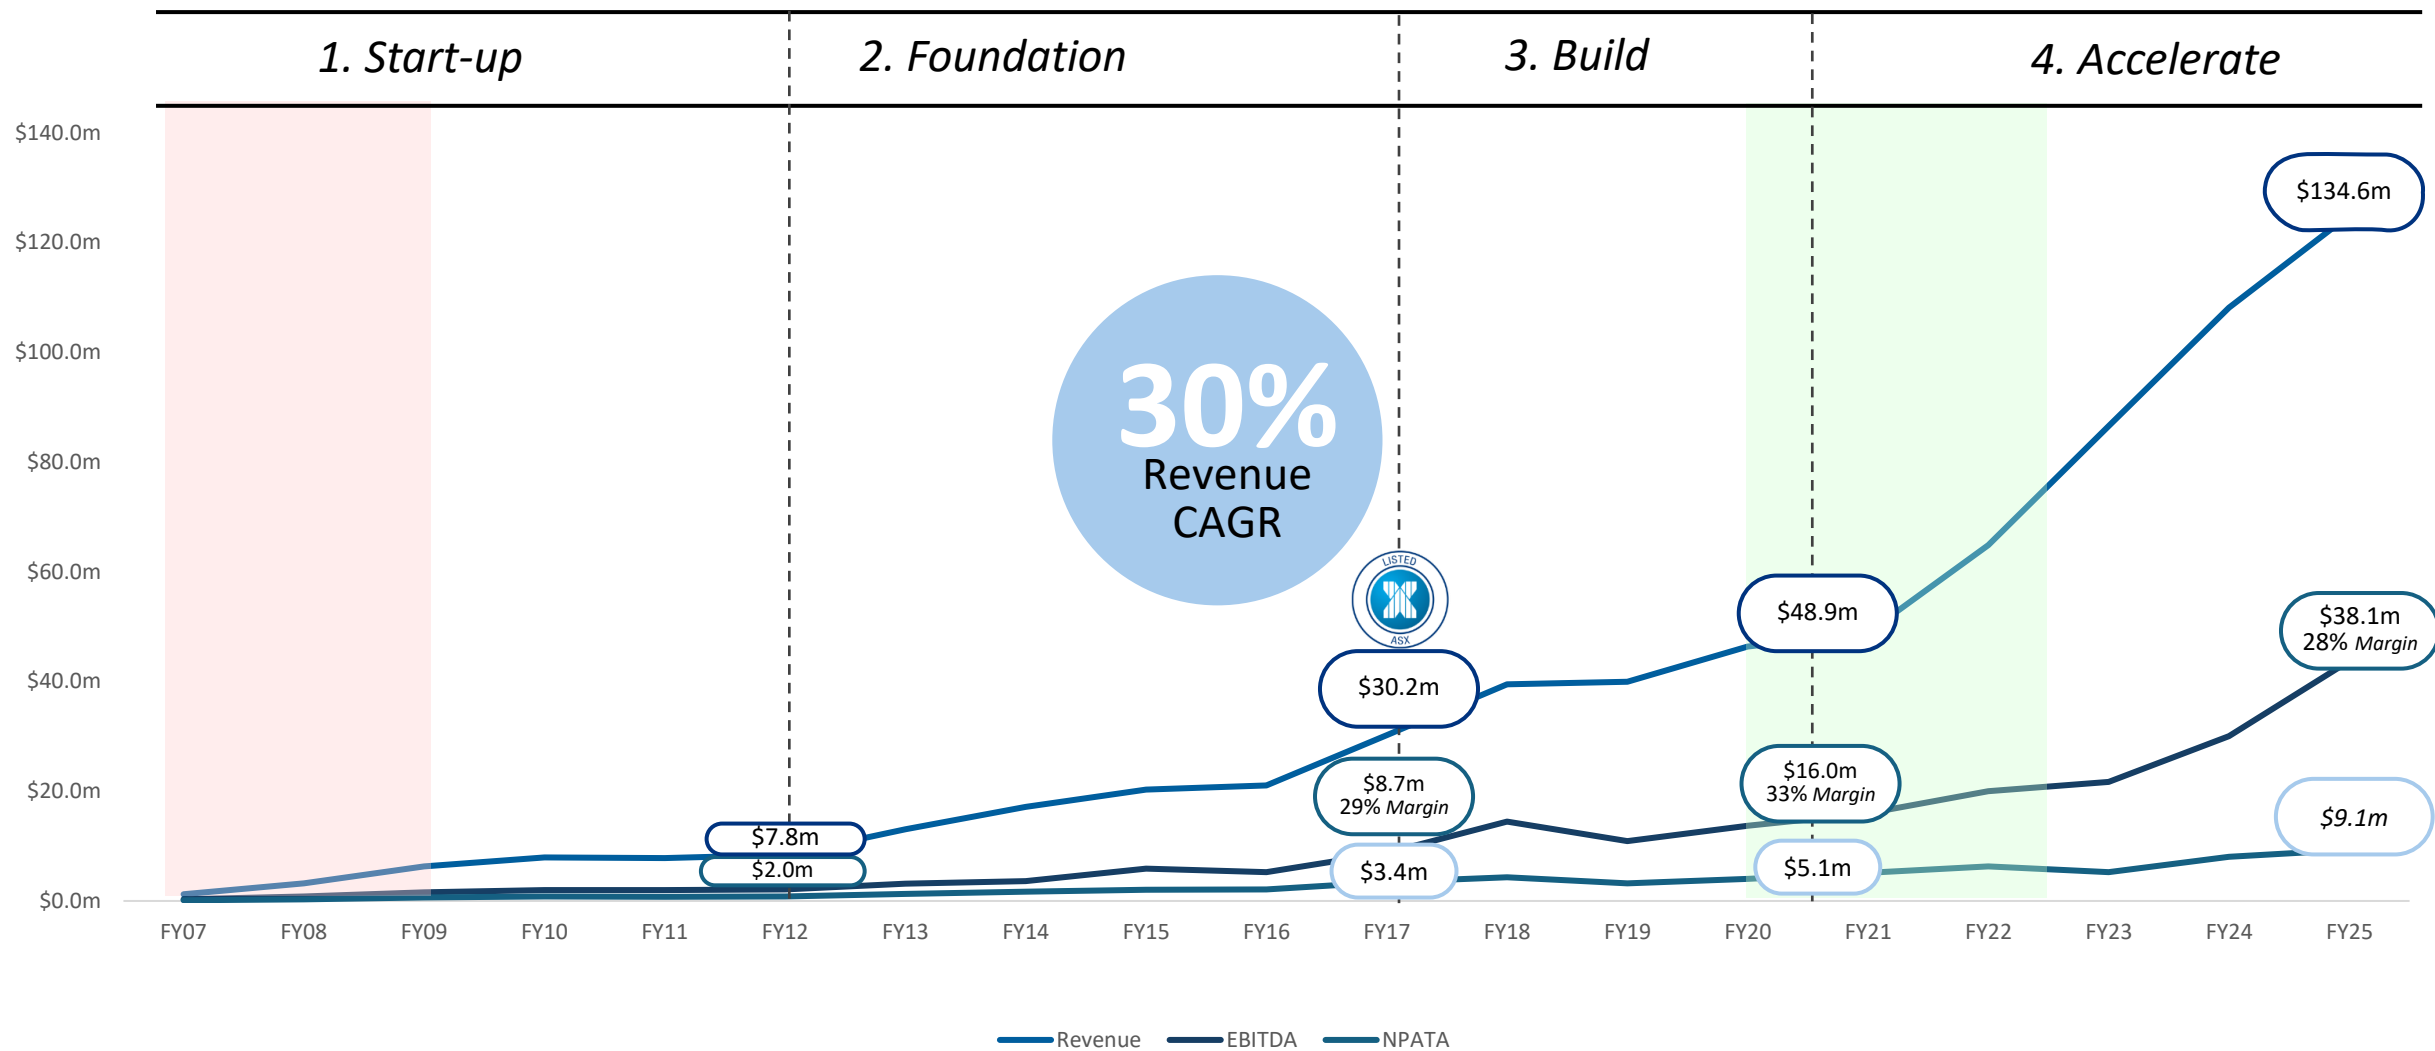 1. Start-up
2. Foundation
3. Build
4. Accelerate
$140.0m
$120.0m
$100.0m
$80.0m
$60.0m
$40.0m
$20.0m
$0.0m
30%
Revenue
CAGR
LISTED
ASX
$134.6m
$48.9m
$38.1m
28% Margin
$30.2m
$8.7m
29% Margin
$16.0m
33% Margin
$9.1m
$7.8m
$2.0m
$3.4m
$5.1m
FY07 FY08 FY09 FY10 FY11 FY12 FY13 FY14 FY15 FY16 FY17 FY18 FY19 FY20 FY21 FY22 FY23 FY24 FY25
Revenue EBITDA NPATA